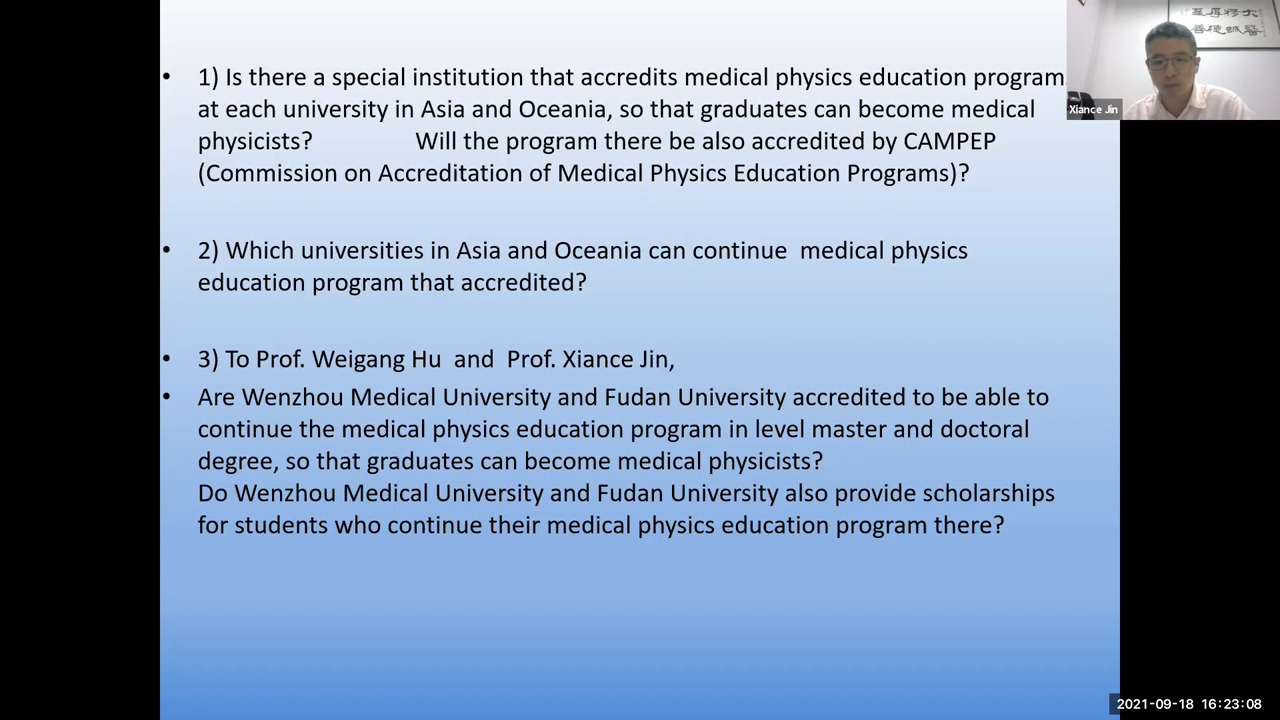 • 1) Is there a special institution that accredits medical physics education program
at each university in Asia and Oceania, so that graduates can become medical
physicists? Will the program there be also accredited by CAMPEP
(Commission on Accreditation of Medical Physics Education Programs)?
• 2) Which universities in Asia and Oceania can continue  medical physics
education program that accredited?
• 3) To Prof. Weigang Hu  and  Prof. Xiance Jin,
• Are Wenzhou Medical University and Fudan University accredited to be able to
continue the medical physics education program in level master and doctoral
degree, so that graduates can become medical physicists?
Do Wenzhou Medical University and Fudan University also provide scholarships
for students who continue their medical physics education program there?
Xiance Jin
2021-09-18 16:23:08